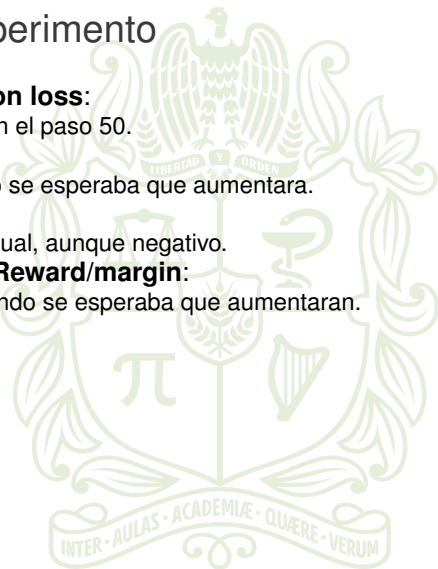 perimento
on loss:
n el paso 50.
LIBERTAD Y ORDEN
o se esperaba que aumentara.
ual, aunque negativo.
Reward/margin:
ndo se esperaba que aumentaran.
π
INTER · AULAS · ACADEMIÆ · QUÆRE · VERUM